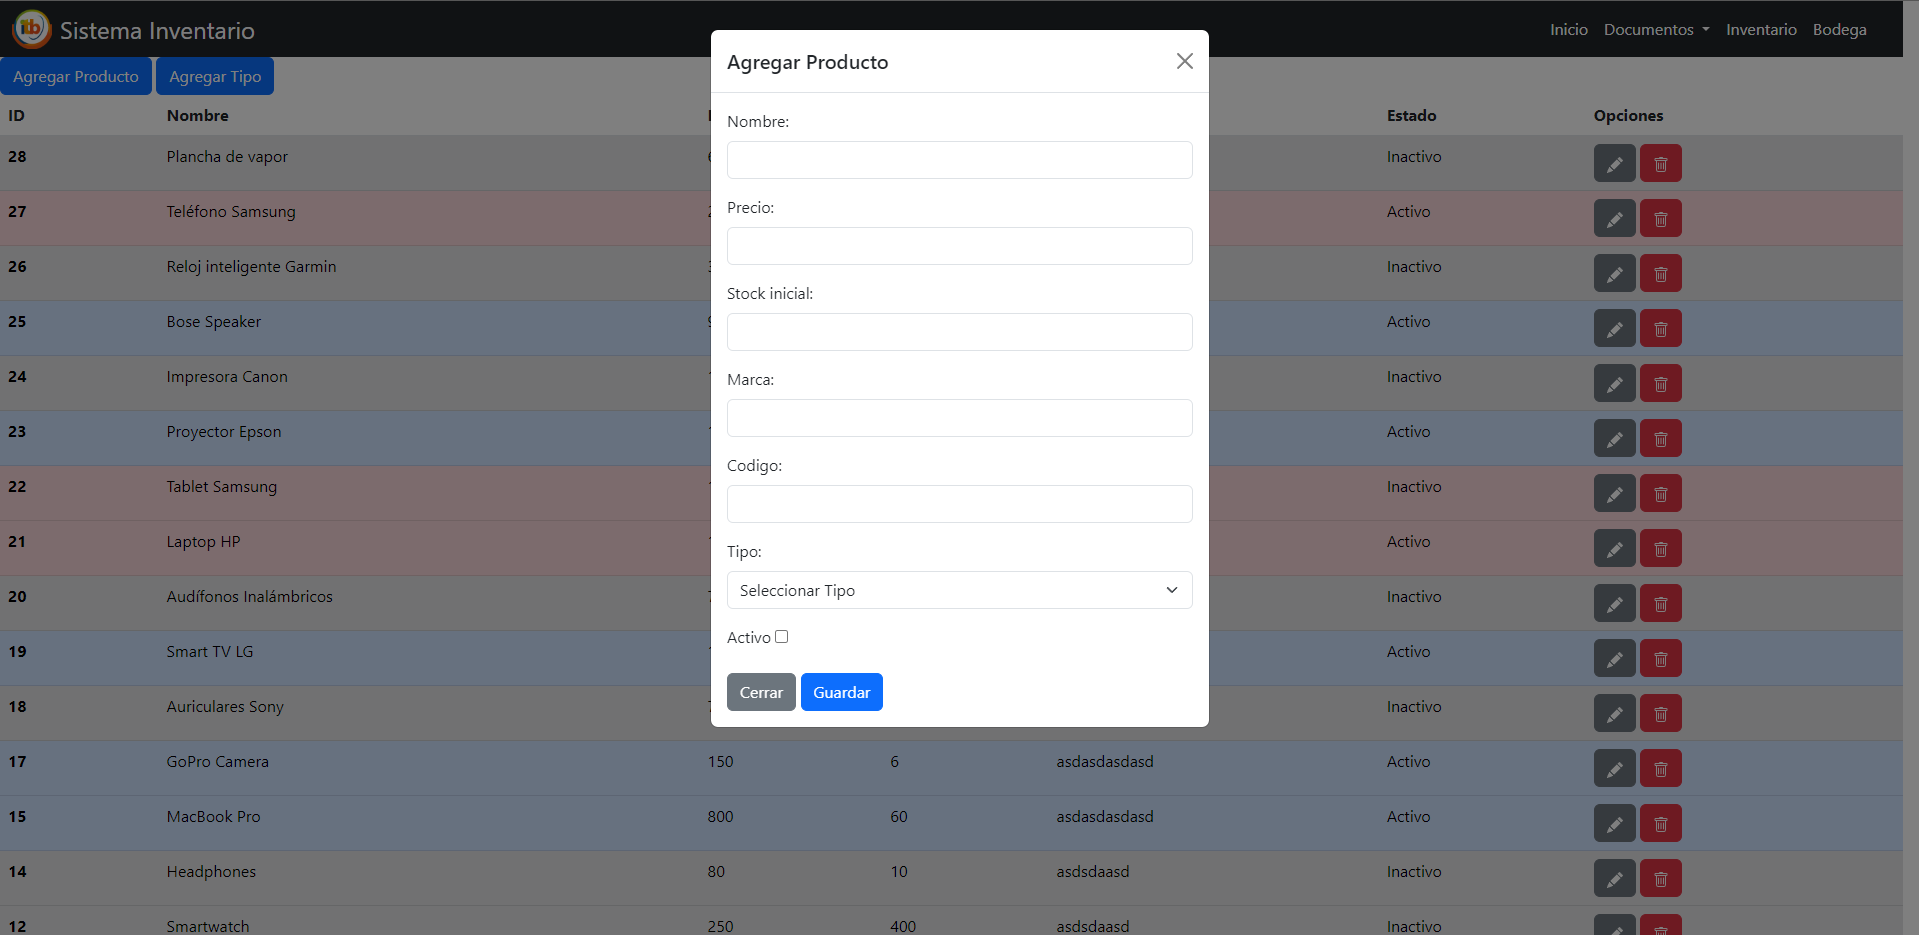 itb Sistema Inventario Inicio Documentos Inventario Bodega
Agregar Producto Agregar Tipo
ID Nombre Estado Opciones
28 Plancha de vapor Inactivo
27 Teléfono Samsung Activo
26 Reloj inteligente Garmin Inactivo
25 Bose Speaker Activo
24 Impresora Canon Inactivo
23 Proyector Epson Activo
22 Tablet Samsung Inactivo
21 Laptop HP Activo
20 Audífonos Inalámbricos Inactivo
19 Smart TV LG Activo
18 Auriculares Sony Inactivo
17 GoPro Camera 150 6 asdasdasdasd Activo
15 MacBook Pro 800 60 asdasdasdasd Activo
14 Headphones 80 10 asdsdaasd Inactivo
12 Smartwatch 250 400 asdsdaasd Inactivo
Agregar Producto
Nombre:
Precio:
Stock inicial:
Marca:
Codigo:
Tipo:
Seleccionar Tipo
Activo
Cerrar Guardar